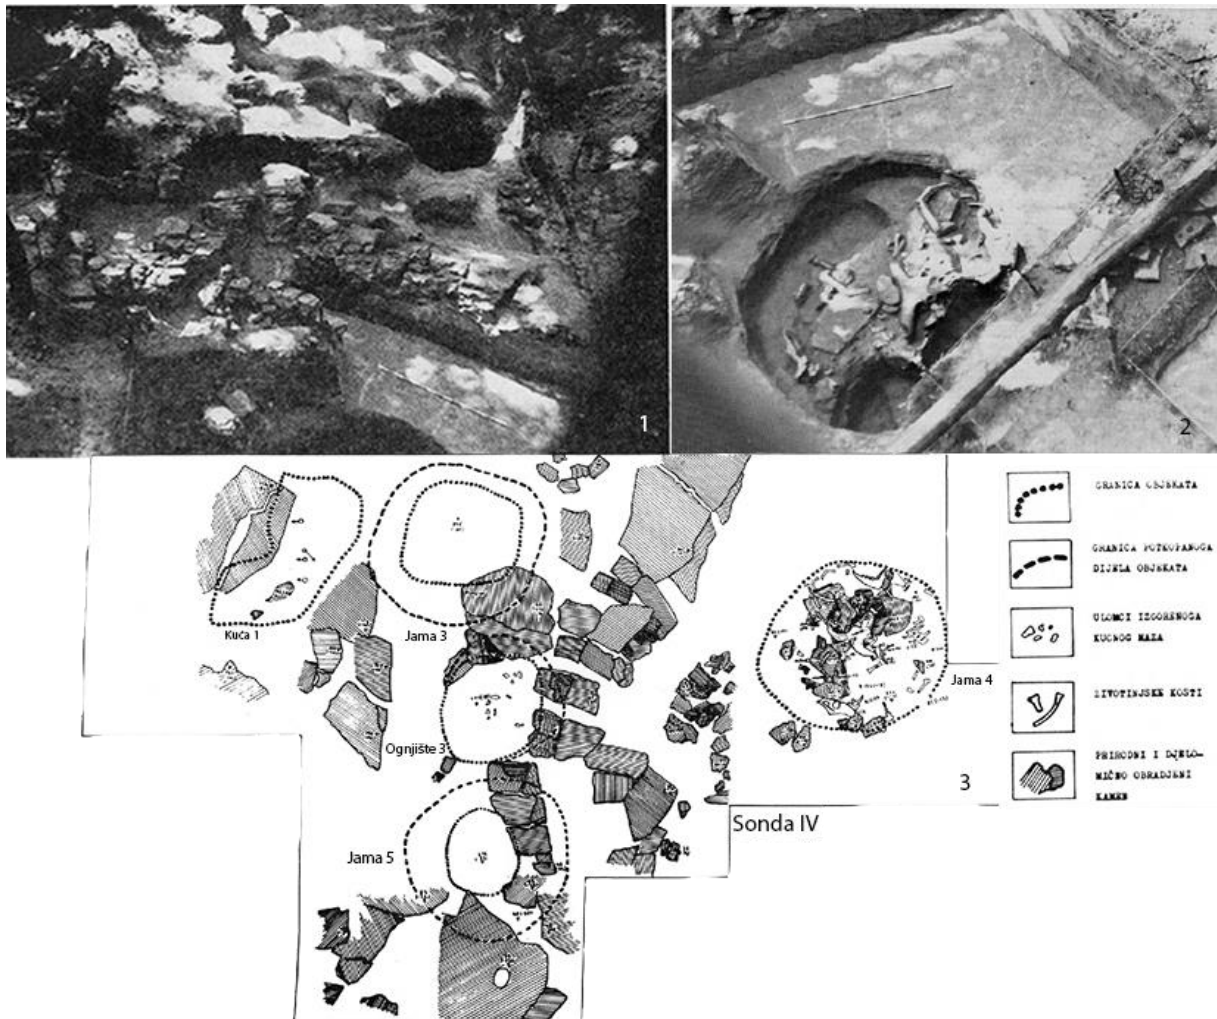 1
2
Kuća 1
Jama 3
Ognjište 3
Jama 5
Jama 4
3
Sonda IV
GRANICA OBJEKATA
GRANICA POTKOPANOGA
DIJELA OBJEKATA
ULOMCI IZGORENOGA
KUĆNOG MAZA
ŽIVOTINJSKE KOSTI
PRIRODNI I DJELO-
MIČNO OBRADJENI
KAMEN